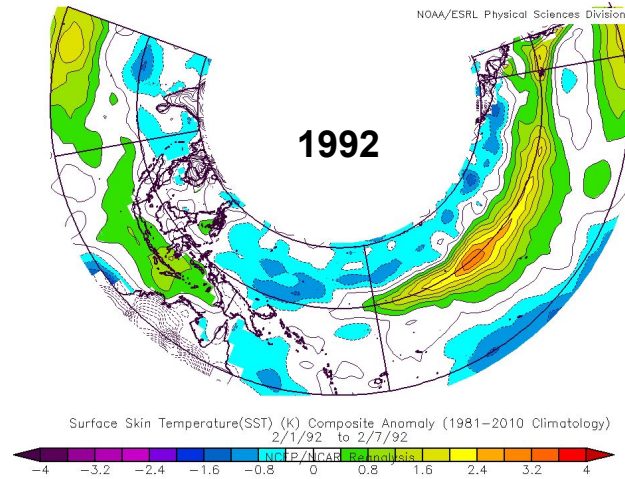 NOAA/ESRL Physical Sciences Division
1992
Surface Skin Temperature(SST) (K) Composite Anomaly (1981-2010 Climatology)
2/1/92 to 2/7/92
NCEP/NCAR Reanalysis
-4 -3.2 -2.4 -1.6 -0.8 0 0.8 1.6 2.4 3.2 4